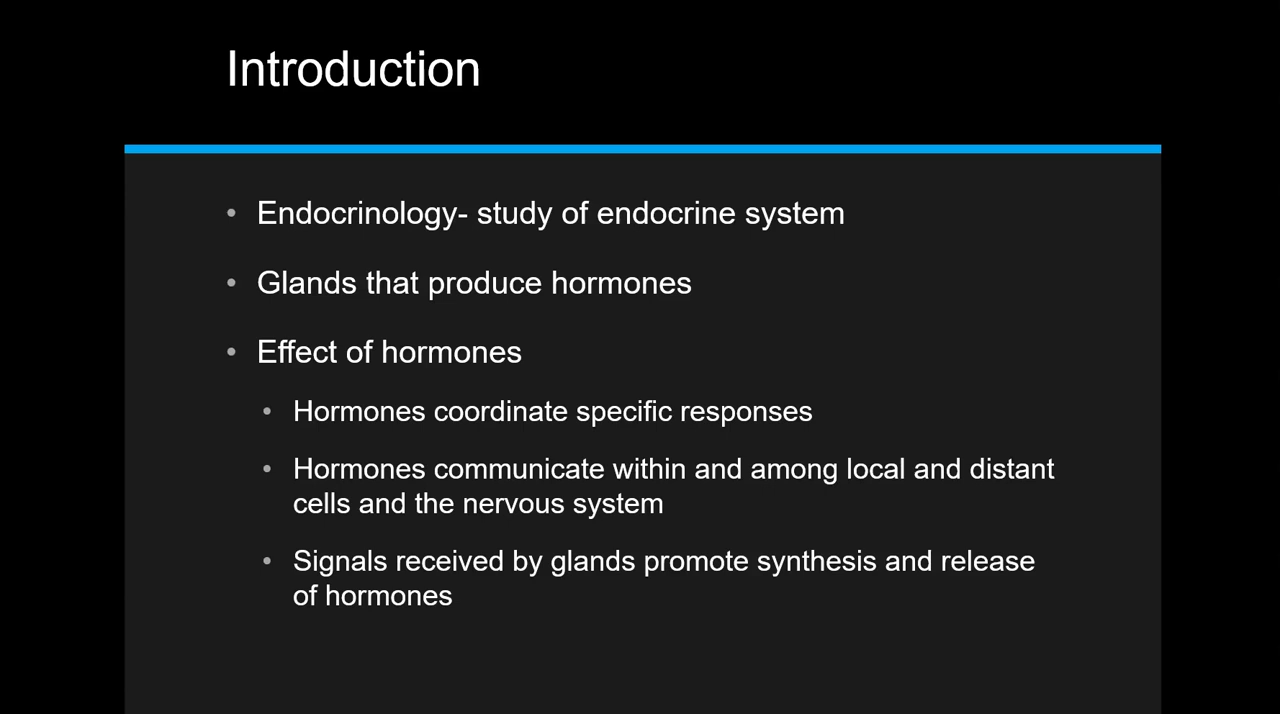 Introduction
• Endocrinology- study of endocrine system
• Glands that produce hormones
• Effect of hormones
• Hormones coordinate specific responses
• Hormones communicate within and among local and distant
cells and the nervous system
• Signals received by glands promote synthesis and release
of hormones